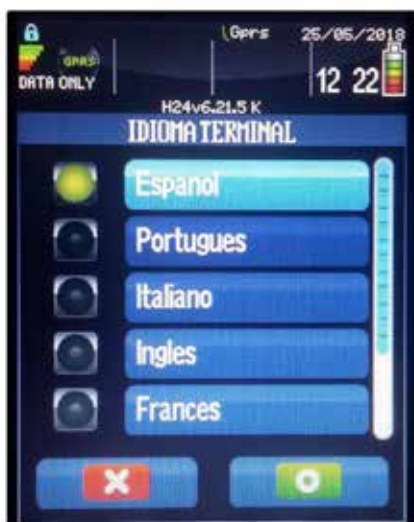 Gprs 25/05/2018
GPRS
DATA ONLY
12 22
H24v6.21.5 K
IDIOMA TERMINAL
Espanol
Portugues
Italiano
Ingles
Frances